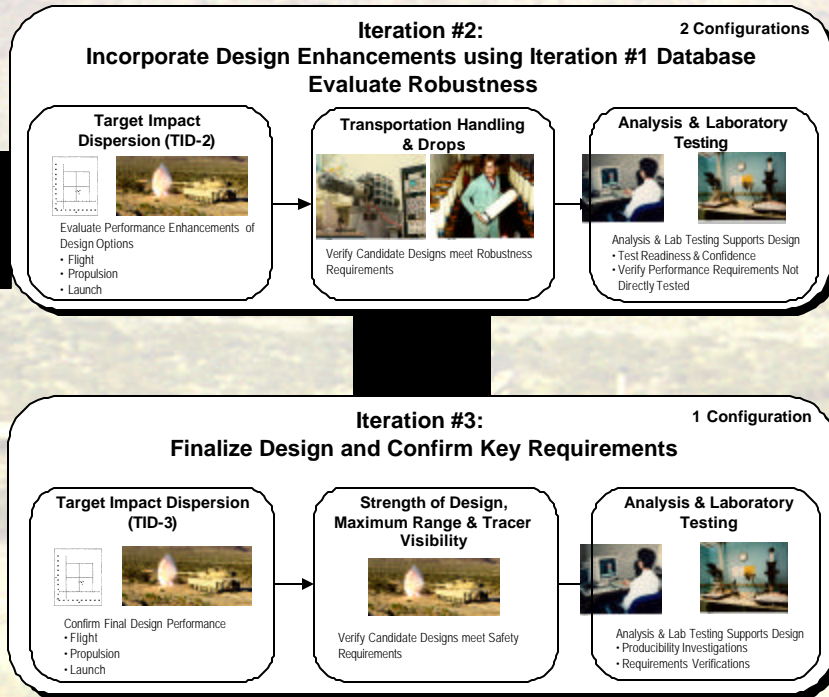 Iteration #2:
2 Configurations
Incorporate Design Enhancements using Iteration #1 Database
Evaluate Robustness
Target Impact
Dispersion (TID-2)
Evaluate Performance Enhancements of
Design Options
• Flight
• Propulsion
• Launch
Transportation Handling
& Drops
Verify Candidate Designs meet Robustness
Requirements
Analysis & Laboratory
Testing
Analysis & Lab Testing Supports Design
• Test Readiness & Confidence
• Verify Performance Requirements Not
Directly Tested
Iteration #3:
1 Configuration
Finalize Design and Confirm Key Requirements
Target Impact Dispersion
(TID-3)
Confirm Final Design Performance
• Flight
• Propulsion
• Launch
Strength of Design,
Maximum Range & Tracer
Visibility
Verify Candidate Designs meet Safety
Requirements
Analysis & Laboratory
Testing
Analysis & Lab Testing Supports Design
• Producibility Investigations
• Requirements Verifications